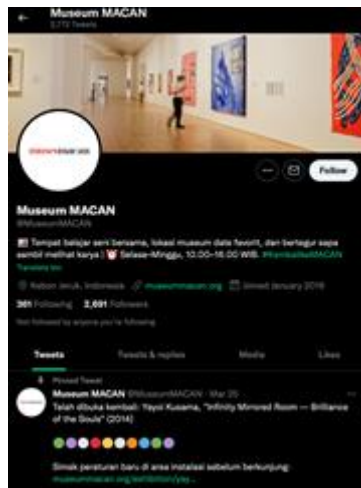 Museum MACAN
2,772 Tweets
Follow
Museum MACAN
@MuseumMACAN
Tempat belajar seni bersama, lokasi museum date favorit, dan bertegur sapa
sambil melihat karya | Selasa-Minggu, 10.00-16.00 WIB.
Translate bio
Kebon Jeruk, Indonesia museummacan.org Joined January 2016
361 Following 2,691 Followers
Not followed by anyone you're following
Tweets Tweets & replies Media Likes
Pinned Tweet
Museum MACAN @MuseumMACAN · Mar 25
Telah dibuka kembali: Yayoi Kusama, "Infinity Mirrored Room — Brilliance
of the Souls" (2014)
Simak peraturan baru di area instalasi sebelum berkunjung:
museummacan.org/exhibition/yay...